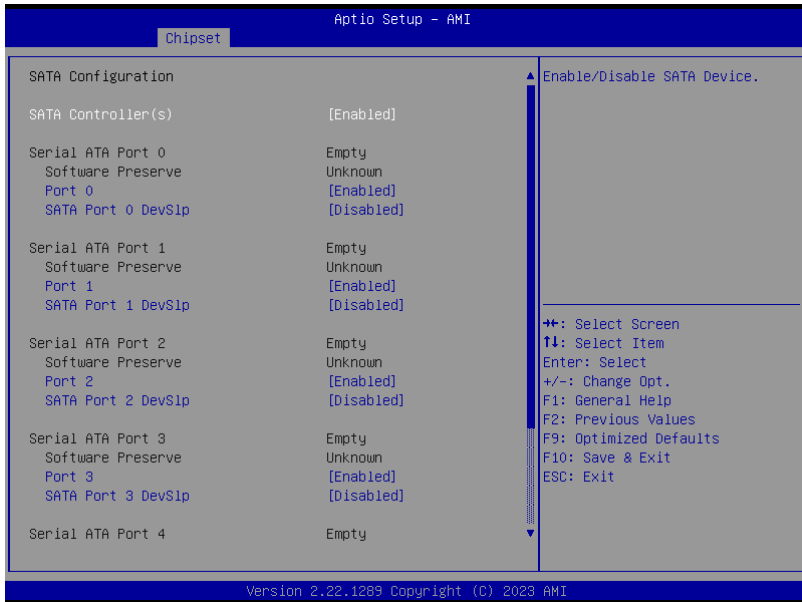 Aptio Setup – AMI
Chipset
SATA Configuration
SATA Controller(s) [Enabled]
Serial ATA Port 0 Empty
Software Preserve Unknown
Port 0 [Enabled]
SATA Port 0 DevSlp [Disabled]
Serial ATA Port 1 Empty
Software Preserve Unknown
Port 1 [Enabled]
SATA Port 1 DevSlp [Disabled]
Serial ATA Port 2 Empty
Software Preserve Unknown
Port 2 [Enabled]
SATA Port 2 DevSlp [Disabled]
Serial ATA Port 3 Empty
Software Preserve Unknown
Port 3 [Enabled]
SATA Port 3 DevSlp [Disabled]
Serial ATA Port 4 Empty
Enable/Disable SATA Device.
→←: Select Screen
↑↓: Select Item
Enter: Select
+/-: Change Opt.
F1: General Help
F2: Previous Values
F9: Optimized Defaults
F10: Save & Exit
ESC: Exit
Version 2.22.1289 Copyright (C) 2023 AMI